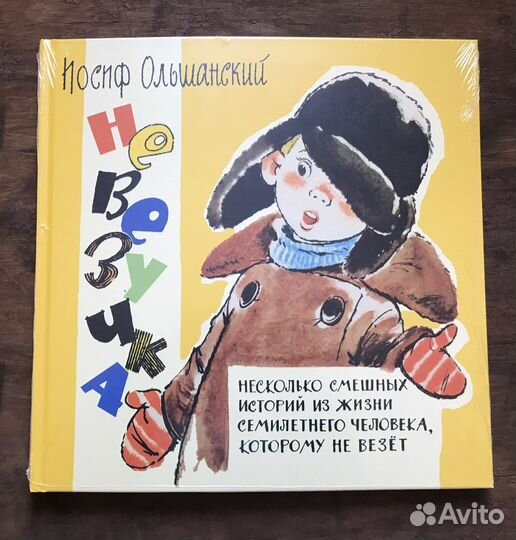 Иосиф Ольшанский
Невезучка
Несколько смешных
историй из жизни
семилетнего человека,
которому не везёт
Avito